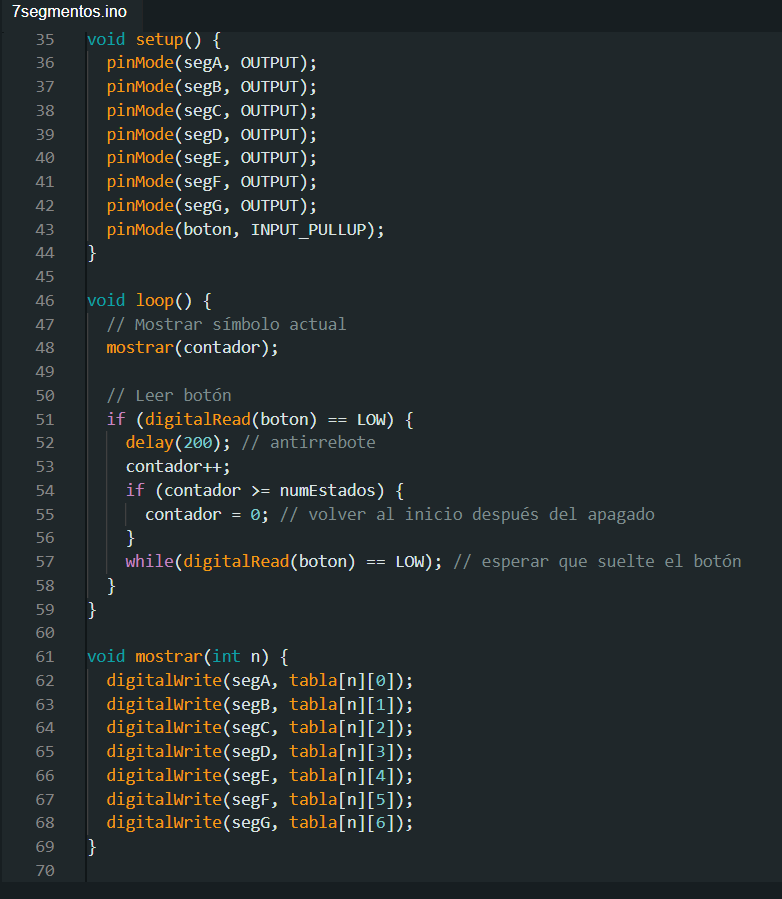 7segmentos.ino
35 void setup() {
36   pinMode(segA, OUTPUT);
37   pinMode(segB, OUTPUT);
38   pinMode(segC, OUTPUT);
39   pinMode(segD, OUTPUT);
40   pinMode(segE, OUTPUT);
41   pinMode(segF, OUTPUT);
42   pinMode(segG, OUTPUT);
43   pinMode(boton, INPUT_PULLUP);
44 }
45
46 void loop() {
47   // Mostrar símbolo actual
48   mostrar(contador);
49
50   // Leer botón
51   if (digitalRead(boton) == LOW) {
52     delay(200); // antirrebote
53     contador++;
54     if (contador >= numEstados) {
55       contador = 0; // volver al inicio después del apagado
56     }
57     while(digitalRead(boton) == LOW); // esperar que suelte el botón
58   }
59 }
60
61 void mostrar(int n) {
62   digitalWrite(segA, tabla[n][0]);
63   digitalWrite(segB, tabla[n][1]);
64   digitalWrite(segC, tabla[n][2]);
65   digitalWrite(segD, tabla[n][3]);
66   digitalWrite(segE, tabla[n][4]);
67   digitalWrite(segF, tabla[n][5]);
68   digitalWrite(segG, tabla[n][6]);
69 }
70